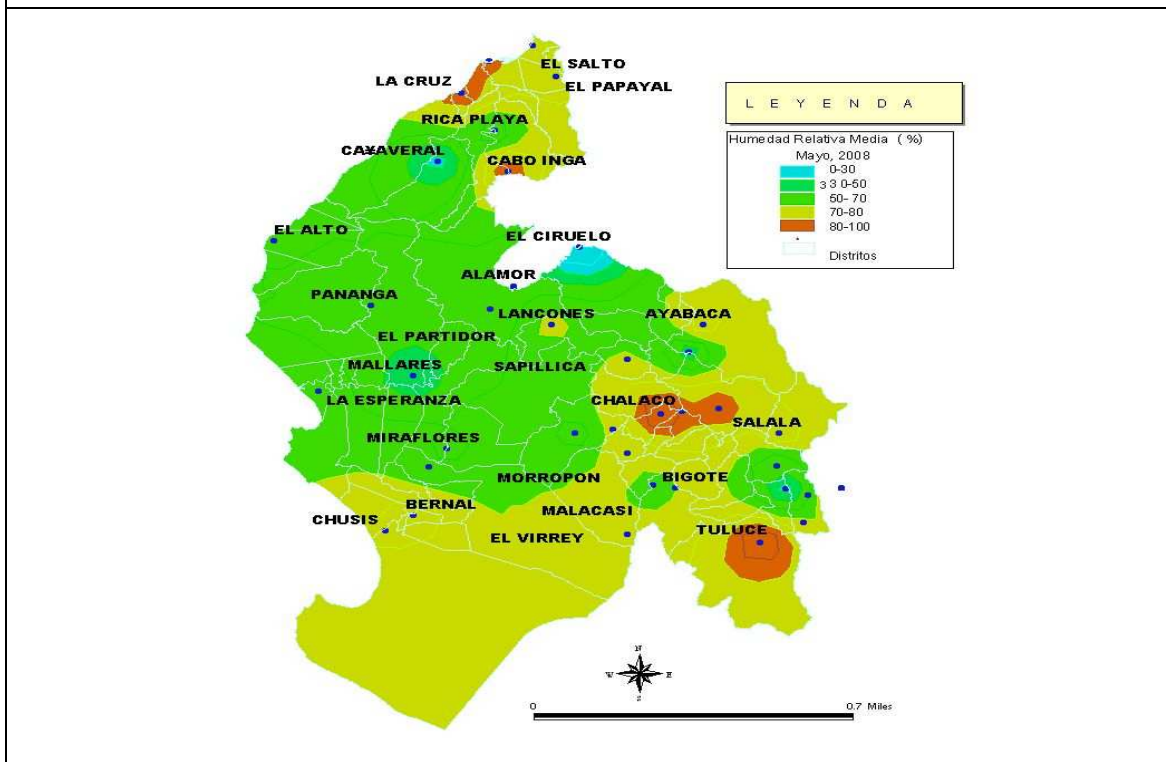 EL SALTO
LA CRUZ
EL PAPAYAL
L E Y E N D A
RICA PLAYA
CA¥AVERAL
CABO INGA
Humedad Relativa Media ( %)
Mayo, 2008
0-30
3 3 0-50
50- 70
70-80
80-100
Distritos
EL ALTO
EL CIRUELO
ALAMOR
PANANGA
LANCONES
AYABACA
EL PARTIDOR
MALLARES
SAPILLICA
LA ESPERANZA
CHALACO
SALALA
MIRAFLORES
MORROPON
BIGOTE
BERNAL
MALACASI
CHUSIS
EL VIRREY
TULUCE
N
W E
S
0 0.7 Miles